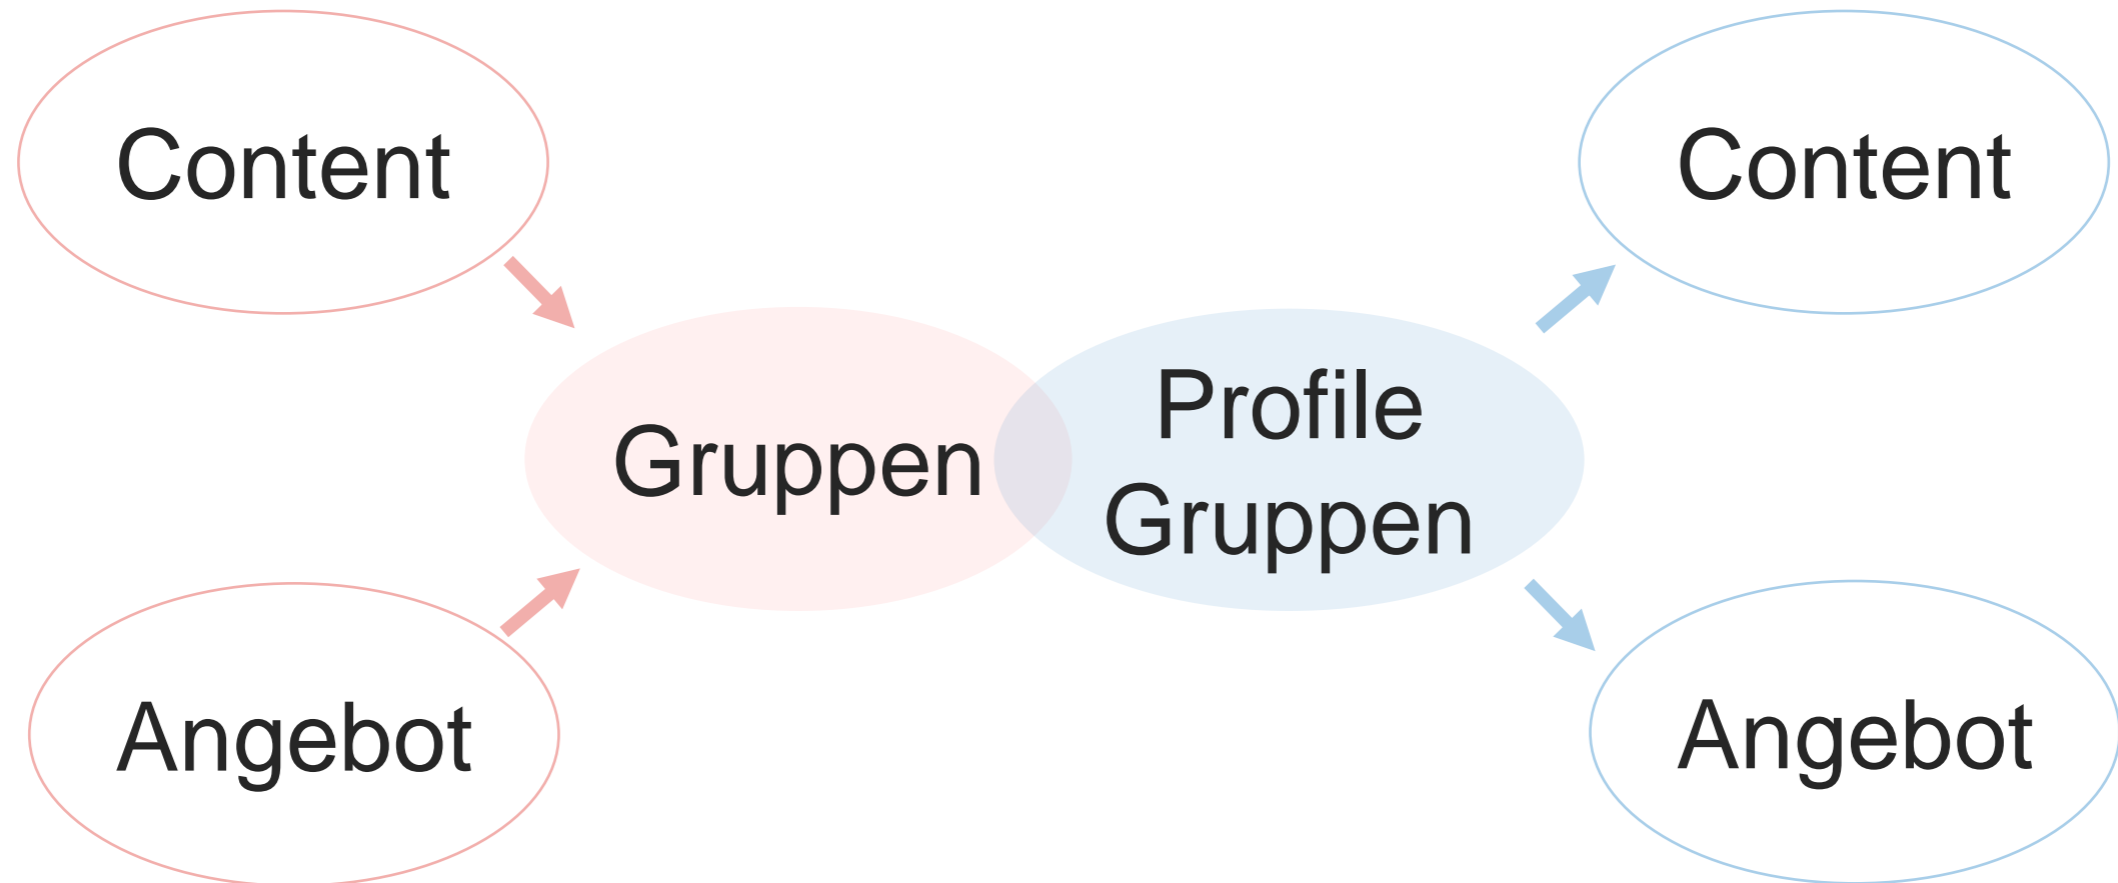 Content
Content
Gruppen
Profile
Gruppen
Angebot
Angebot